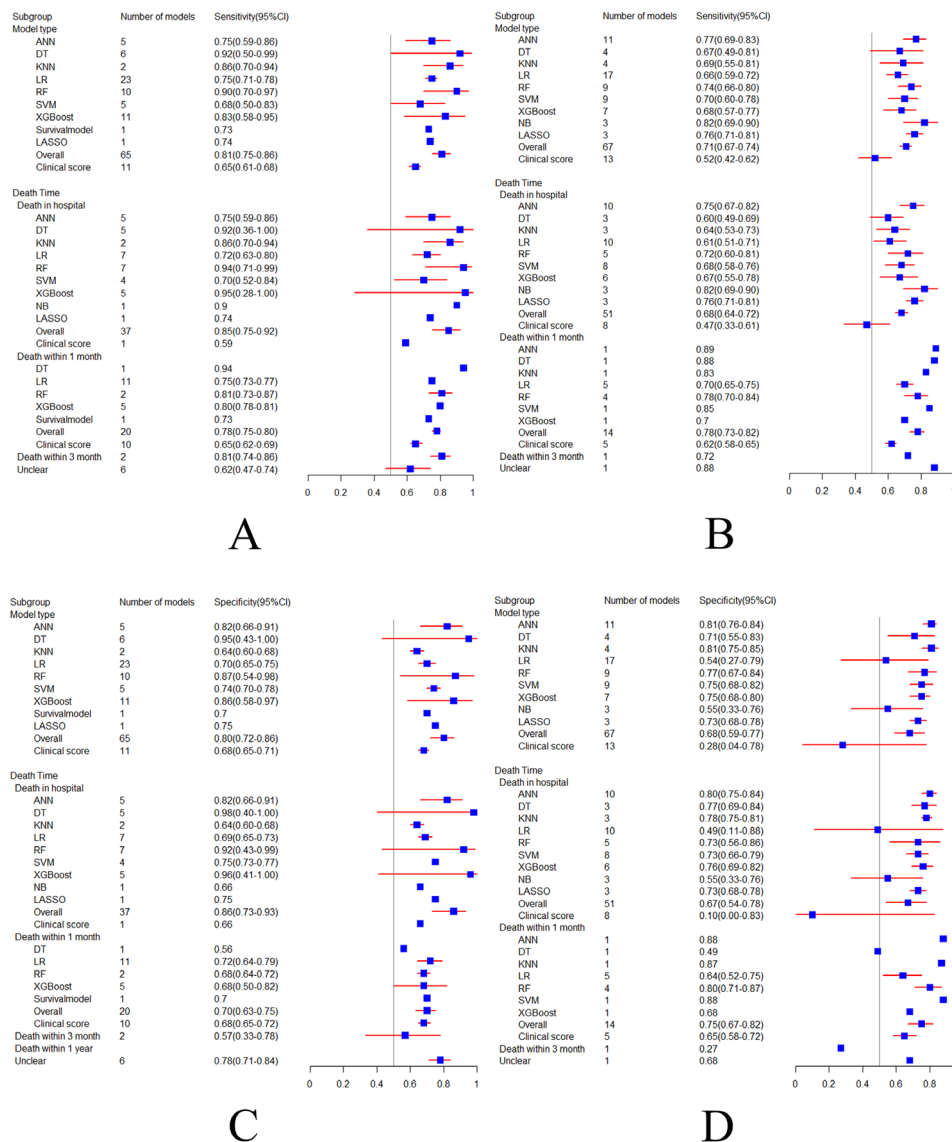 Subgroup Number of models Sensitivity(95%CI)
Model type
ANN 5 0.75(0.59-0.86)
DT 6 0.92(0.50-0.99)
KNN 2 0.86(0.70-0.94)
LR 23 0.75(0.71-0.78)
RF 10 0.90(0.70-0.97)
SVM 5 0.68(0.50-0.83)
XGBoost 11 0.83(0.58-0.95)
Survivalmodel 1 0.73
LASSO 1 0.74
Overall 65 0.81(0.75-0.86)
Clinical score 11 0.65(0.61-0.68)
Death Time
Death in hospital
ANN 5 0.75(0.59-0.86)
DT 5 0.92(0.36-1.00)
KNN 2 0.86(0.70-0.94)
LR 7 0.72(0.63-0.80)
RF 7 0.94(0.71-0.99)
SVM 4 0.70(0.52-0.84)
XGBoost 5 0.95(0.28-1.00)
NB 1 0.9
LASSO 1 0.74
Overall 37 0.85(0.75-0.92)
Clinical score 1 0.59
Death within 1 month
DT 1 0.94
LR 11 0.75(0.73-0.77)
RF 2 0.81(0.73-0.87)
XGBoost 5 0.80(0.78-0.81)
Survivalmodel 1 0.73
Overall 20 0.78(0.75-0.80)
Clinical score 10 0.65(0.62-0.69)
Death within 3 month 2 0.81(0.74-0.86)
Unclear 6 0.62(0.47-0.74)
0.0 0.2 0.4 0.6 0.8 1
A
Subgroup Number of models Sensitivity(95%CI)
Model type
ANN 11 0.77(0.69-0.83)
DT 4 0.67(0.49-0.81)
KNN 4 0.69(0.55-0.81)
LR 17 0.66(0.59-0.72)
RF 9 0.74(0.66-0.80)
SVM 9 0.70(0.60-0.78)
XGBoost 7 0.68(0.57-0.77)
NB 3 0.82(0.69-0.90)
LASSO 3 0.76(0.71-0.81)
Overall 67 0.71(0.67-0.74)
Clinical score 13 0.52(0.42-0.62)
Death Time
Death in hospital
ANN 10 0.75(0.67-0.82)
DT 3 0.60(0.49-0.69)
KNN 3 0.64(0.53-0.73)
LR 10 0.61(0.51-0.71)
RF 5 0.72(0.60-0.81)
SVM 8 0.68(0.58-0.76)
XGBoost 6 0.67(0.55-0.78)
NB 3 0.82(0.69-0.90)
LASSO 3 0.76(0.71-0.81)
Overall 51 0.68(0.64-0.72)
Clinical score 8 0.47(0.33-0.61)
Death within 1 month
ANN 1 0.89
DT 1 0.88
KNN 1 0.83
LR 5 0.70(0.65-0.75)
RF 4 0.78(0.70-0.84)
SVM 1 0.85
XGBoost 1 0.7
Overall 14 0.78(0.73-0.82)
Clinical score 5 0.62(0.58-0.65)
Death within 3 month 1 0.72
Unclear 1 0.88
0.0 0.2 0.4 0.6 0.8
B
Subgroup Number of models Specificity(95%CI)
Model type
ANN 5 0.82(0.66-0.91)
DT 6 0.95(0.43-1.00)
KNN 2 0.64(0.60-0.68)
LR 23 0.70(0.65-0.75)
RF 10 0.87(0.54-0.98)
SVM 5 0.74(0.70-0.78)
XGBoost 11 0.86(0.58-0.97)
Survivalmodel 1 0.7
LASSO 1 0.75
Overall 65 0.80(0.72-0.86)
Clinical score 11 0.68(0.65-0.71)
Death Time
Death in hospital
ANN 5 0.82(0.66-0.91)
DT 5 0.98(0.40-1.00)
KNN 2 0.64(0.60-0.68)
LR 7 0.69(0.65-0.73)
RF 7 0.92(0.43-0.99)
SVM 4 0.75(0.73-0.77)
XGBoost 5 0.96(0.41-1.00)
NB 1 0.66
LASSO 1 0.75
Overall 37 0.86(0.73-0.93)
Clinical score 1 0.66
Death within 1 month
DT 1 0.56
LR 11 0.72(0.64-0.79)
RF 2 0.68(0.64-0.72)
XGBoost 5 0.68(0.50-0.82)
Survivalmodel 1 0.7
Overall 20 0.70(0.63-0.75)
Clinical score 10 0.68(0.65-0.72)
Death within 3 month 2 0.57(0.33-0.78)
Death within 1 year
Unclear 6 0.78(0.71-0.84)
0.0 0.2 0.4 0.6 0.8 1
C
Subgroup Number of models Specificity(95%CI)
Model type
ANN 11 0.81(0.76-0.84)
DT 4 0.71(0.55-0.83)
KNN 4 0.81(0.75-0.85)
LR 17 0.54(0.27-0.79)
RF 9 0.77(0.67-0.84)
SVM 9 0.75(0.68-0.82)
XGBoost 7 0.75(0.68-0.80)
NB 3 0.55(0.33-0.76)
LASSO 3 0.73(0.68-0.78)
Overall 67 0.68(0.59-0.77)
Clinical score 13 0.28(0.04-0.78)
Death Time
Death in hospital
ANN 10 0.80(0.75-0.84)
DT 3 0.77(0.69-0.84)
KNN 3 0.78(0.75-0.81)
LR 10 0.49(0.11-0.88)
RF 5 0.73(0.56-0.86)
SVM 8 0.73(0.66-0.79)
XGBoost 6 0.76(0.69-0.82)
NB 3 0.55(0.33-0.76)
LASSO 3 0.73(0.68-0.78)
Overall 51 0.67(0.54-0.78)
Clinical score 8 0.10(0.00-0.83)
Death within 1 month
ANN 1 0.88
DT 1 0.49
KNN 1 0.87
LR 5 0.64(0.52-0.75)
RF 4 0.80(0.71-0.87)
SVM 1 0.88
XGBoost 1 0.68
Overall 14 0.75(0.67-0.82)
Clinical score 5 0.65(0.58-0.72)
Death within 3 month 1 0.27
Unclear 1 0.68
0.0 0.2 0.4 0.6 0.8
D